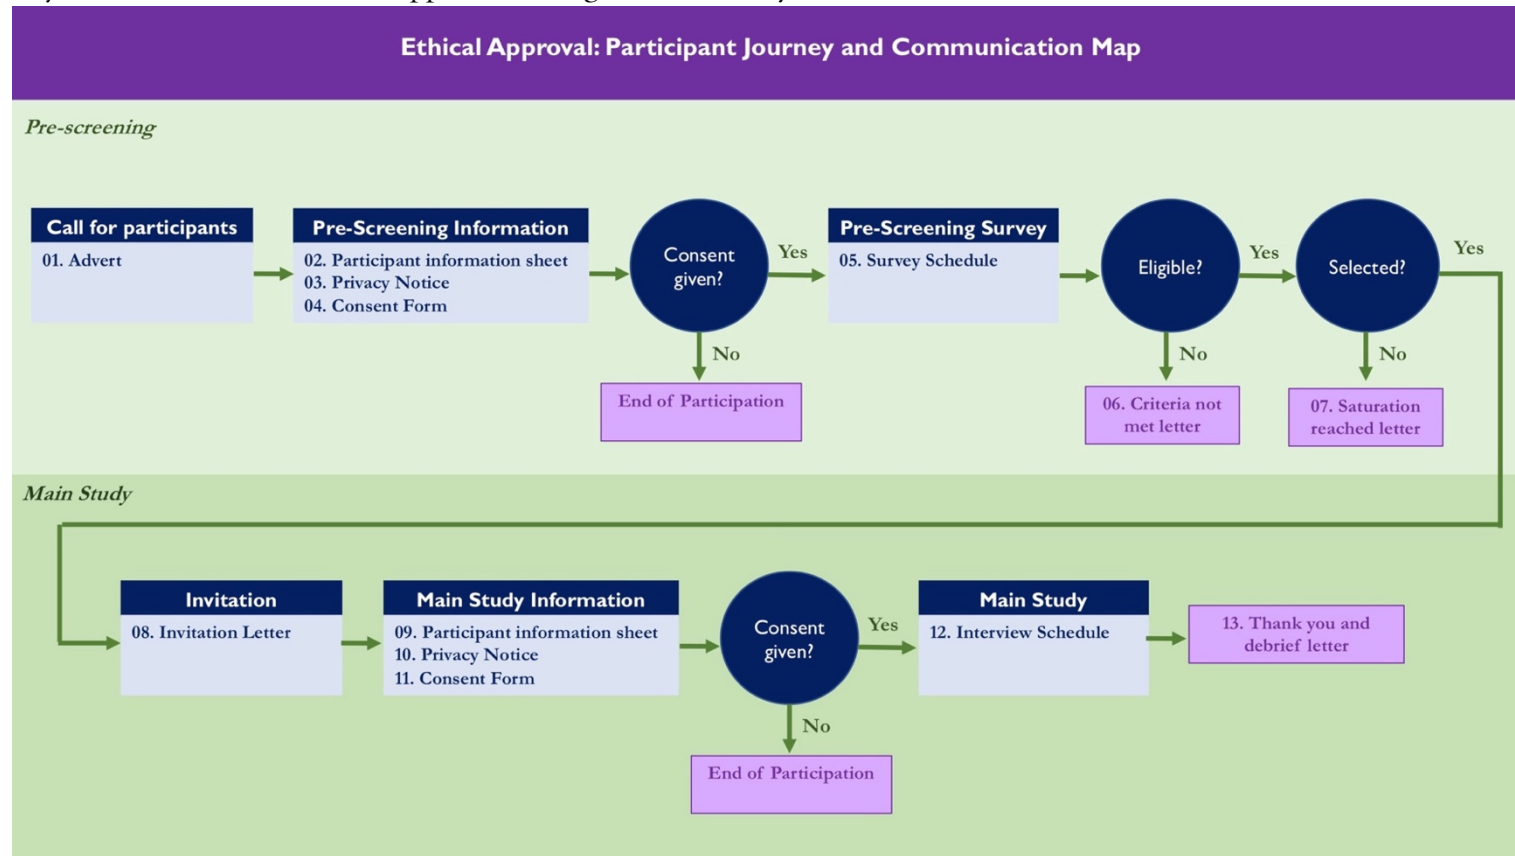 Ethical Approval: Participant Journey and Communication Map
Pre-screening
Call for participants
01. Advert
Pre-Screening Information
02. Participant information sheet
03. Privacy Notice
04. Consent Form
Consent
given?
Yes
No
End of Participation
Pre-Screening Survey
05. Survey Schedule
Eligible?
Yes
No
06. Criteria not
met letter
Selected?
Yes
No
07. Saturation
reached letter
Main Study
Invitation
08. Invitation Letter
Main Study Information
09. Participant information sheet
10. Privacy Notice
11. Consent Form
Consent
given?
Yes
No
End of Participation
Main Study
12. Interview Schedule
13. Thank you and
debrief letter